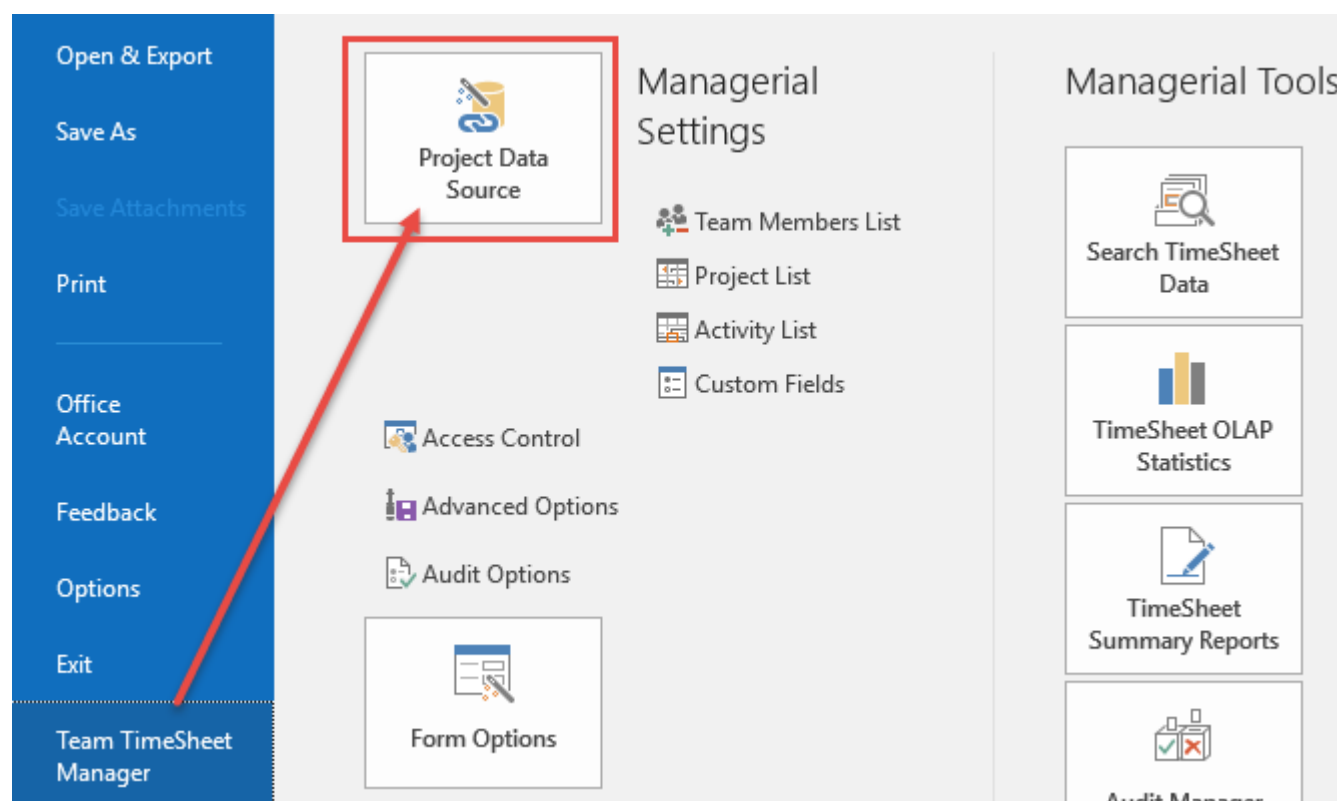 Open & Export
Save As
Save Attachments
Print
Office
Account
Feedback
Options
Exit
Team TimeSheet
Manager
Project Data
Source
Managerial
Settings
Team Members List
Project List
Activity List
Custom Fields
Access Control
Advanced Options
Audit Options
Form Options
Managerial Tools
Search TimeSheet
Data
TimeSheet OLAP
Statistics
TimeSheet
Summary Reports
Audit Manager